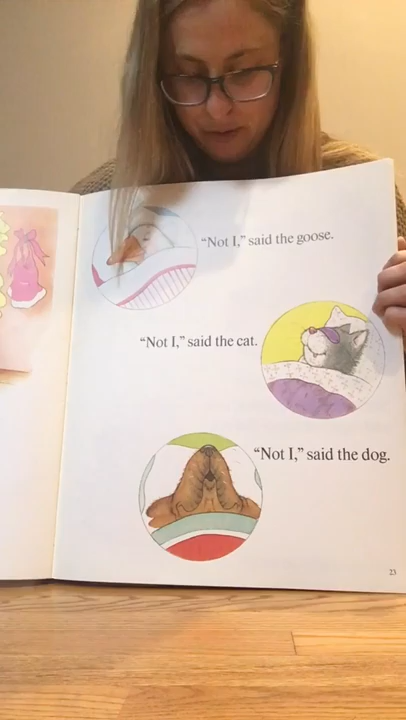 "Not I," said the goose.
"Not I," said the cat.
"Not I," said the dog.
23